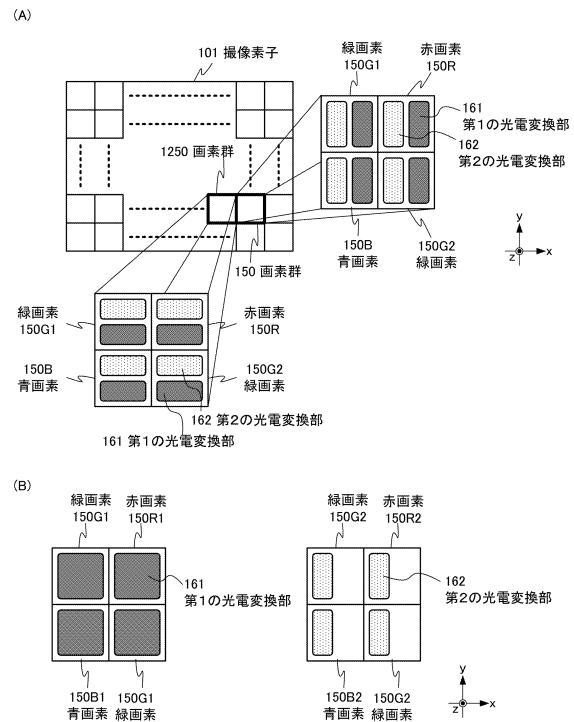 (A)
101 撮像素子
緑画素
150G1
赤画素
150R
161
第1の光電変換部
162
第2の光電変換部
1250 画素群
150B
青画素
150G2
緑画素
150 画素群
y
z
x
緑画素
150G1
赤画素
150R
150B
青画素
150G2
緑画素
162 第2の光電変換部
161 第1の光電変換部
(B)
緑画素
150G1
赤画素
150R1
161
第1の光電変換部
150B1
青画素
150G1
緑画素
緑画素
150G2
赤画素
150R2
162
第2の光電変換部
150B2
青画素
150G2
緑画素
y
z
x